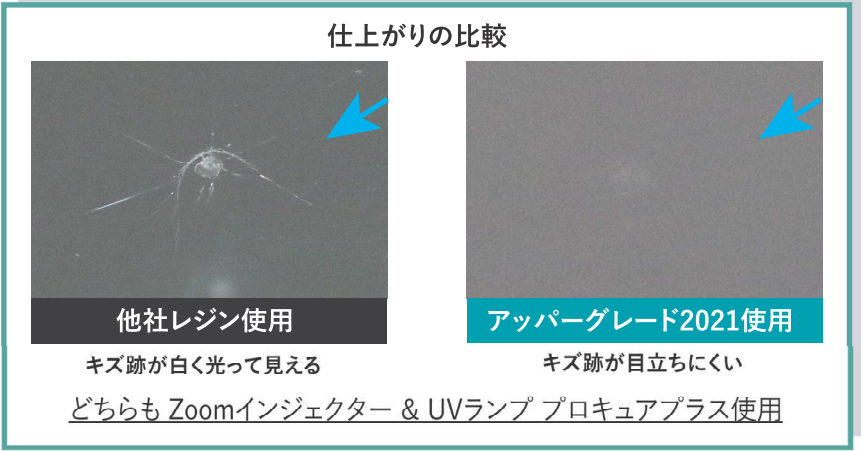 仕上がりの比較
他社レジン使用
アッパーグレード2021使用
キズ跡が白く光って見える
キズ跡が目立ちにくい
どちらも Zoomインジェクター & UVランプ プロキュアプラス使用